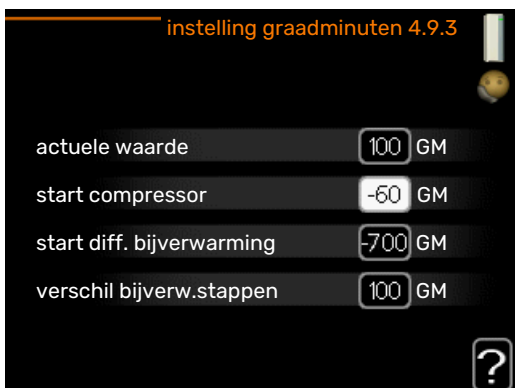 instelling graadminuten 4.9.3
actuele waarde 100 GM
start compressor -60 GM
start diff. bijverwarming -700 GM
verschil bijverw.stappen 100 GM
?